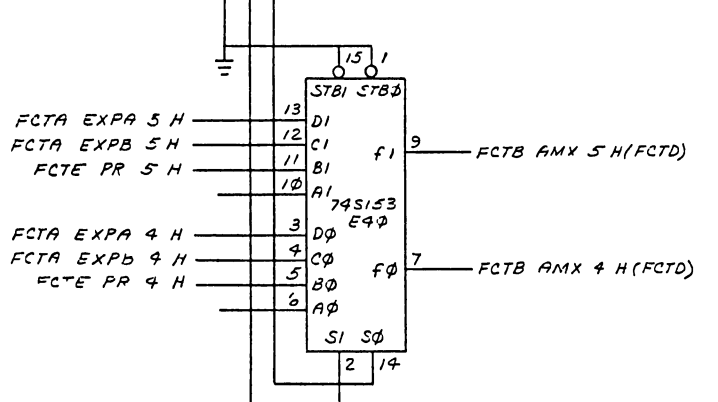 15 1
STB1 STBØ
FCTA EXPA 5 H 13 D1
FCTA EXPB 5 H 12 C1
f1 9 FCTB AMX 5 H(FCTD)
FCTE PR 5 H 11 B1
1Ø A1
74S153
E4Ø
FCTA EXPA 4 H 3 DØ
FCTA EXPB 4 H 4 CØ
fØ 7 FCTB AMX 4 H(FCTD)
FCTE PR 4 H 5 BØ
6 AØ
S1 SØ
2 14